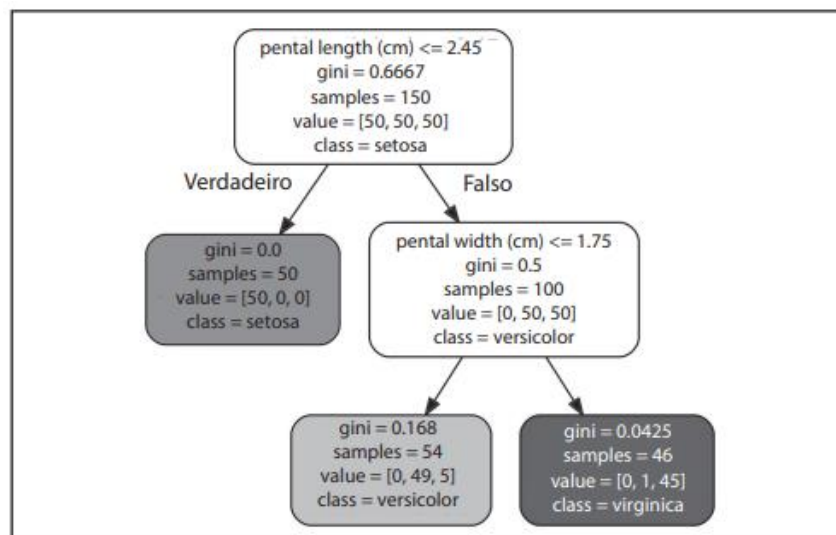 pental length (cm) <= 2.45
gini = 0.6667
samples = 150
value = [50, 50, 50]
class = setosa
Verdadeiro
Falso
gini = 0.0
samples = 50
value = [50, 0, 0]
class = setosa
pental width (cm) <= 1.75
gini = 0.5
samples = 100
value = [0, 50, 50]
class = versicolor
gini = 0.168
samples = 54
value = [0, 49, 5]
class = versicolor
gini = 0.0425
samples = 46
value = [0, 1, 45]
class = virginica